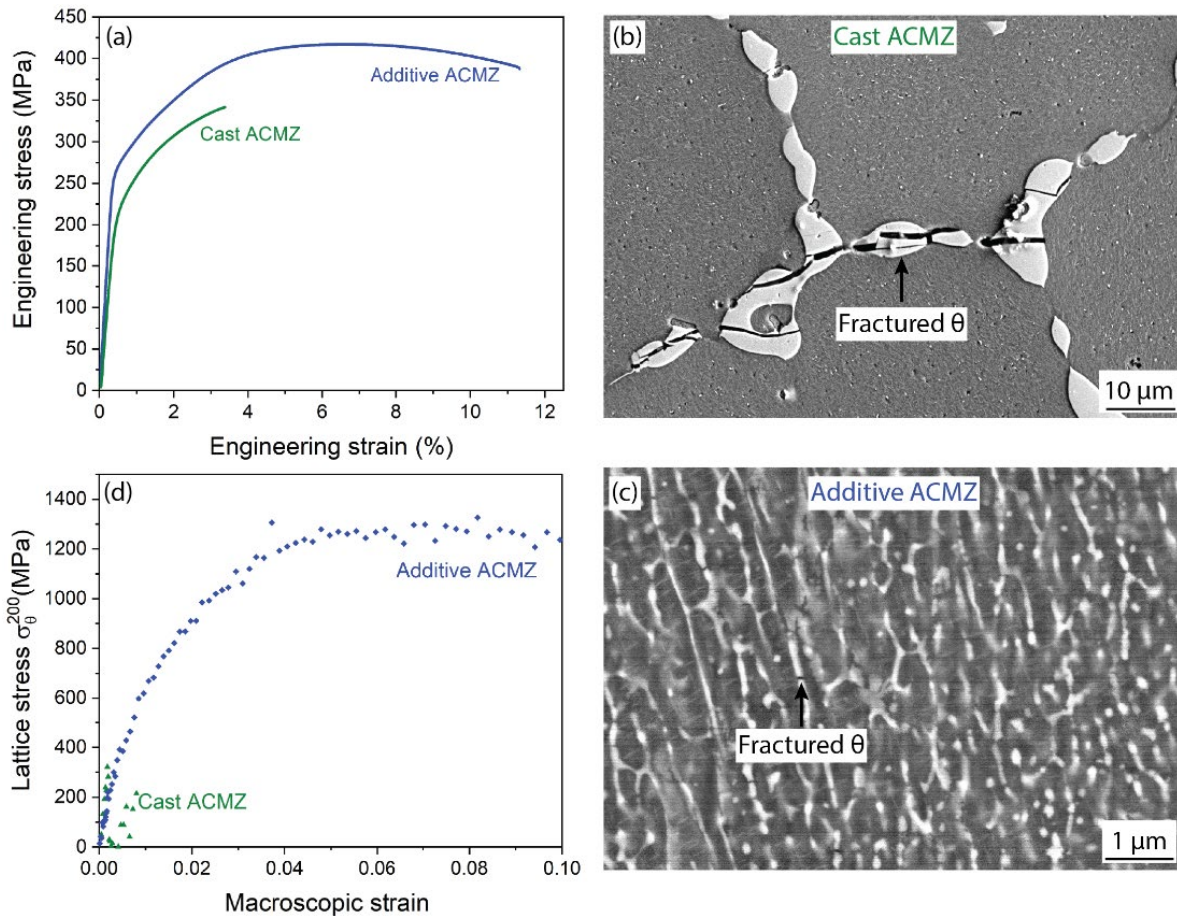 (a)
450
400
350
300
250
200
150
100
50
0
Engineering stress (MPa)
Additive ACMZ
Cast ACMZ
0 2 4 6 8 10 12
Engineering strain (%)
(b)
Cast ACMZ
Fractured θ
10 μm
(d)
1400
1200
1000
800
600
400
200
0
Lattice stress σθ²⁰⁰(MPa)
Additive ACMZ
Cast ACMZ
0.00 0.02 0.04 0.06 0.08 0.10
Macroscopic strain
(c)
Additive ACMZ
Fractured θ
1 μm